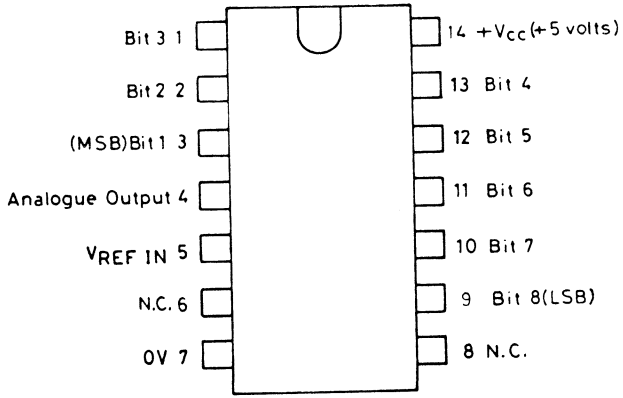 Bit 3 1
Bit 2 2
(MSB)Bit 1 3
Analogue Output 4
VREF IN 5
N.C. 6
0V 7
14 +Vcc (+5 volts)
13 Bit 4
12 Bit 5
11 Bit 6
10 Bit 7
9 Bit 8(LSB)
8 N.C.